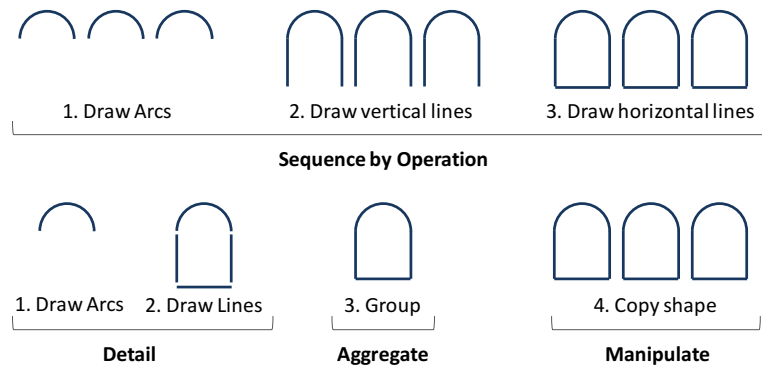 1. Draw Arcs 2. Draw vertical lines 3. Draw horizontal lines
Sequence by Operation
1. Draw Arcs 2. Draw Lines 3. Group 4. Copy shape
Detail Aggregate Manipulate